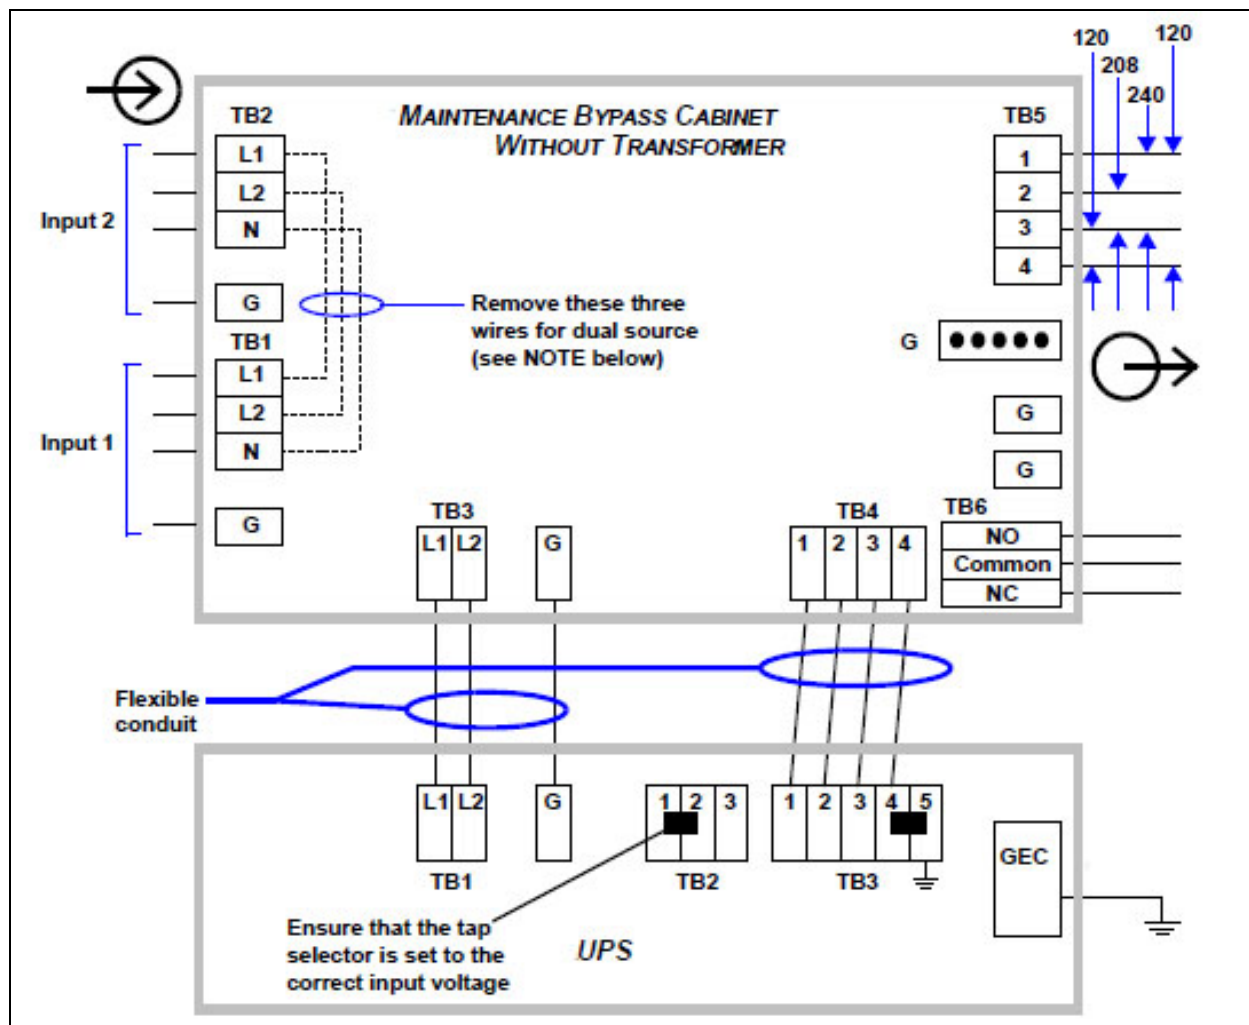 120
120
208
240
MAINTENANCE BYPASS CABINET
WITHOUT TRANSFORMER
TB2
L1
L2
N
G
Input 2
TB1
L1
L2
N
G
Input 1
Remove these three
wires for dual source
(see NOTE below)
TB5
1
2
3
4
G
G
G
TB3
L1 L2
G
TB4
1 2 3 4
TB6
NO
Common
NC
Flexible
conduit
L1 L2
G
1 2 3
1 2 3 4 5
TB1
TB2
TB3
GEC
Ensure that the tap
selector is set to the
correct input voltage
UPS